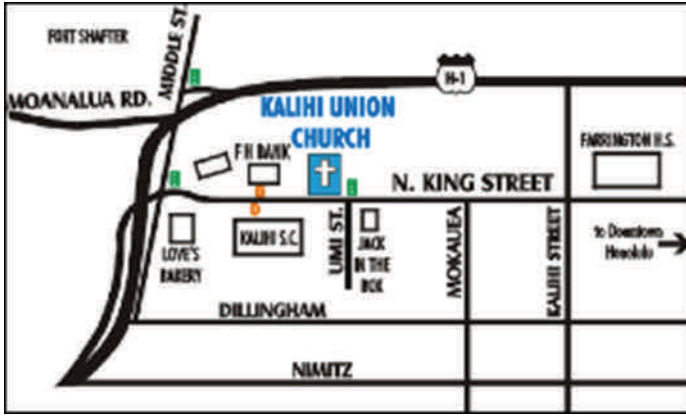 FORT SHAFTER
MIDDLE ST.
MOANALUA RD.
H-1
KALIHI UNION
CHURCH
F H BANK
FARRINGTON H.S.
N. KING STREET
LOVE'S
BAKERY
KALIHI S.C.
UMI ST.
JACK
IN THE
BOX
MOKAUEA
KALIHI STREET
to Downtown
Honolulu
DILLINGHAM
NIMITZ